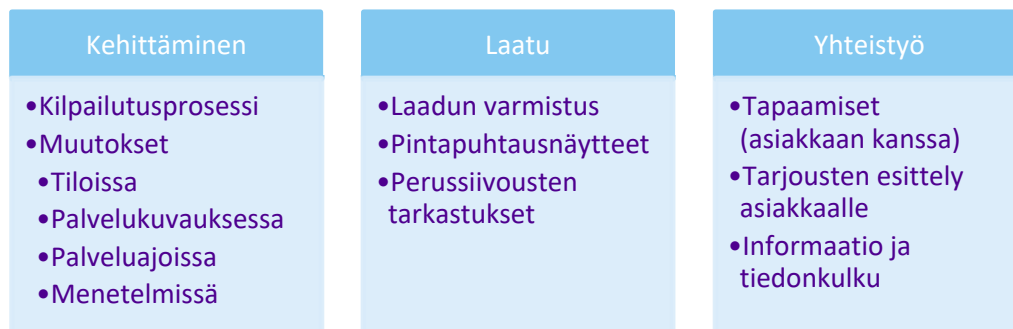 Kehittäminen
•Kilpailutusprosessi
•Muutokset
•Tiloissa
•Palvelukuvauksessa
•Palveluajoissa
•Menetelmissä
Laatu
•Laadun varmistus
•Pintapuhtausnäytteet
•Perussiivousten
tarkastukset
Yhteistyö
•Tapaamiset
(asiakkaan kanssa)
•Tarjousten esittely
asiakkaalle
•Informaatio ja
tiedonkulku